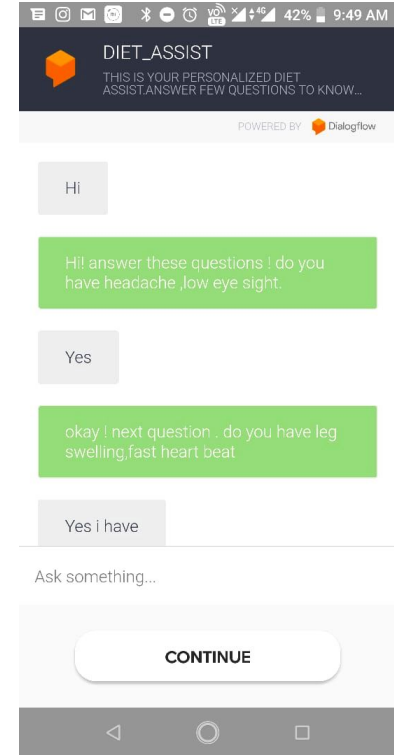 42% 9:49 AM
DIET_ASSIST
THIS IS YOUR PERSONALIZED DIET
ASSIST.ANSWER FEW QUESTIONS TO KNOW...
POWERED BY Dialogflow
Hi
Hi! answer these questions ! do you
have headache ,low eye sight.
Yes
okay ! next question . do you have leg
swelling,fast heart beat
Yes i have
Ask something...
CONTINUE